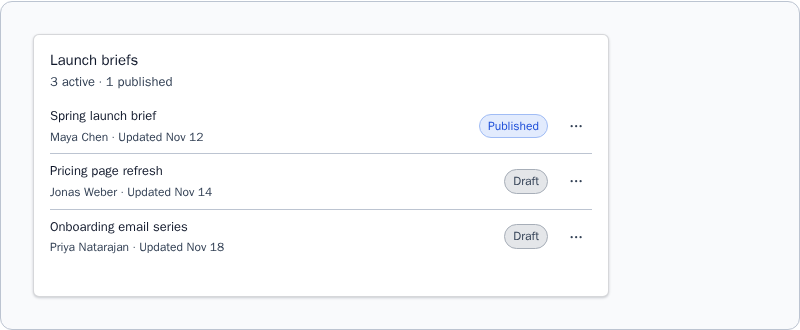 Launch briefs
3 active · 1 published
Spring launch brief
Published
Maya Chen · Updated Nov 12
Pricing page refresh
Draft
Jonas Weber · Updated Nov 14
Onboarding email series
Draft
Priya Natarajan · Updated Nov 18